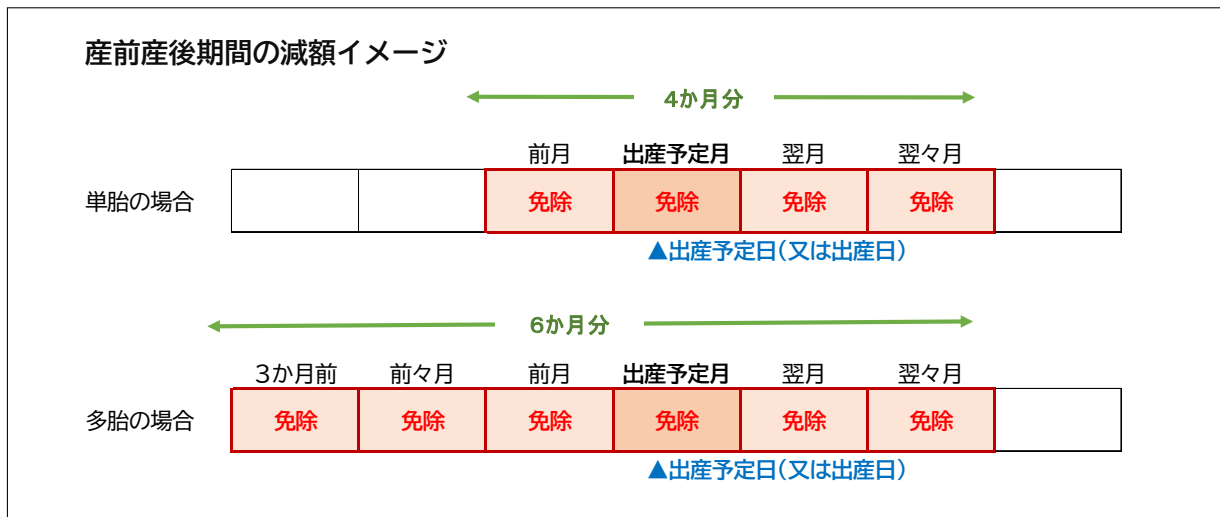 産前産後期間の減額イメージ
4か月分
前月 出産予定月 翌月 翌々月
単胎の場合 免除 免除 免除 免除
▲出産予定日(又は出産日)
6か月分
3か月前 前々月 前月 出産予定月 翌月 翌々月
多胎の場合 免除 免除 免除 免除 免除 免除
▲出産予定日(又は出産日)